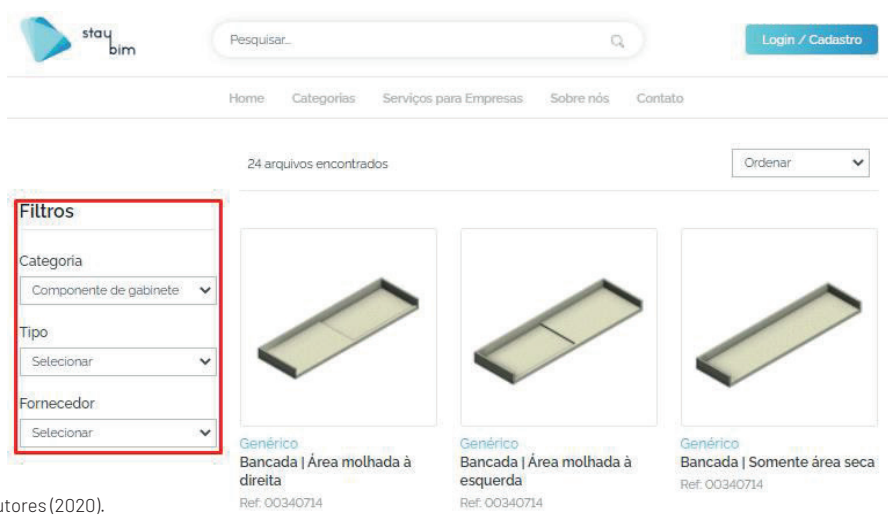 stay
bim
Pesquisar...
Login / Cadastro
Home Categorias Serviços para Empresas Sobre nós Contato
24 arquivos encontrados
Ordenar
Filtros
Categoria
Componente de gabinete
Tipo
Selecionar
Fornecedor
Selecionar
Genérico
Bancada | Área molhada à
direita
Ref: 00340714
Genérico
Bancada | Área molhada à
esquerda
Ref: 00340714
Genérico
Bancada | Somente área seca
Ref: 00340714
utores (2020).